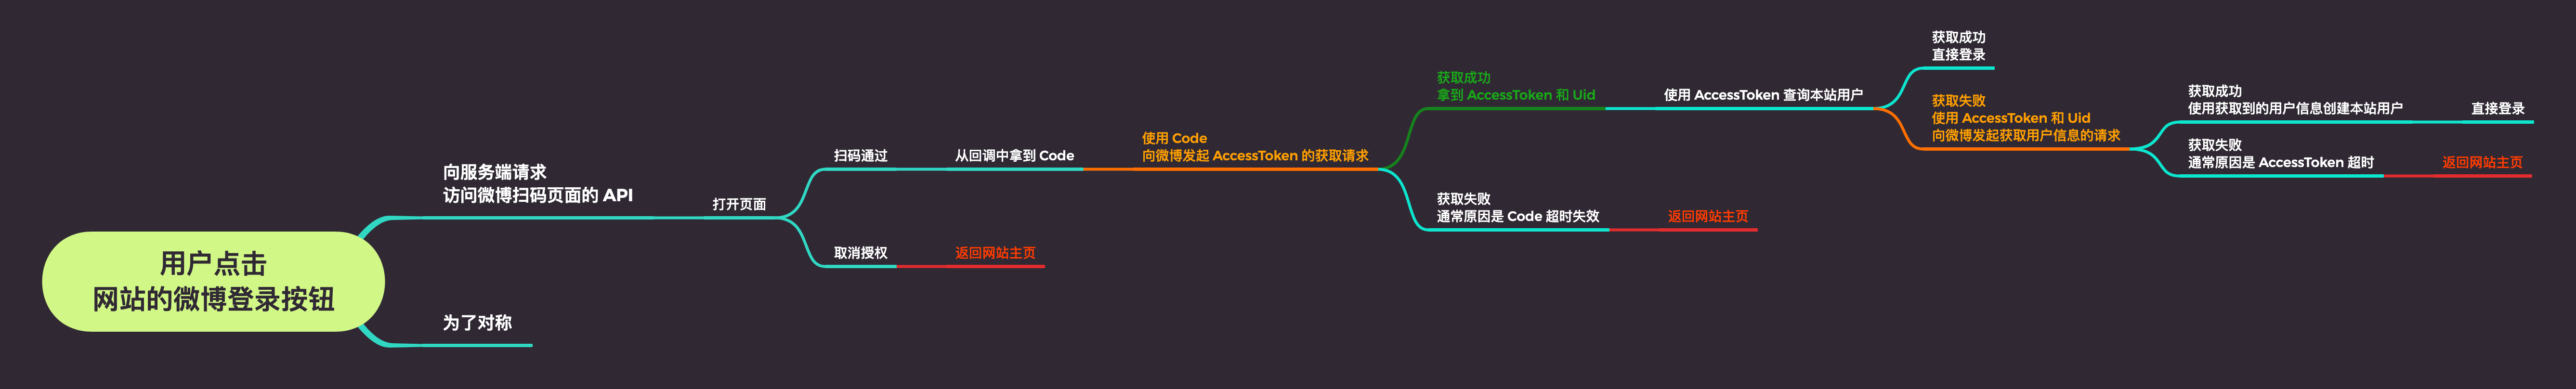 用户点击
网站的微博登录按钮
向服务端请求
访问微博扫码页面的 API
打开页面
扫码通过
从回调中拿到 Code
使用 Code
向微博发起 AccessToken 的获取请求
获取成功
拿到 AccessToken 和 Uid
使用 AccessToken 查询本站用户
获取成功
直接登录
获取失败
使用 AccessToken 和 Uid
向微博发起获取用户信息的请求
获取成功
使用获取到的用户信息创建本站用户
直接登录
获取失败
通常原因是 AccessToken 超时
返回网站主页
获取失败
通常原因是 Code 超时失效
返回网站主页
取消授权
返回网站主页
为了对称